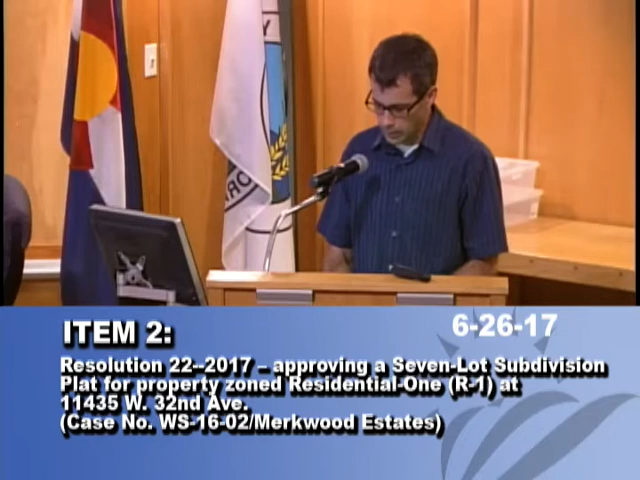 ITEM 2:
6-26-17
Resolution 22--2017 – approving a Seven-Lot Subdivision
Plat for property zoned Residential-One (R-1) at
11435 W. 32nd Ave.
(Case No. WS-16-02/Merkwood Estates)